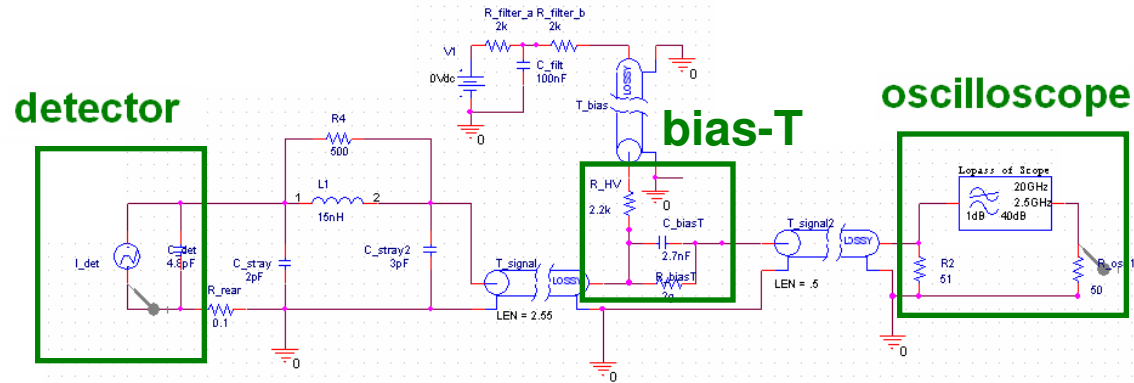 R_filter_a R_filter_b
2k 2k
V1
C_filt
100nF
0Vdc
0
0
LOSSY
T_bias
detector
bias-T
oscilloscope
R4
500
L1
1 2
15nH
R_HV
2.2k
0
C_biasT
2.7nF
T_signal2
LOSSY
LEN = .5
Lopass of Scope
20GHz
2.5GHz
1dB 40dB
I_det
C_det
C_stray
2pF
C_stray2
3pF
R_rear
0.1
T_signal
LOSSY
LEN = 2.55
R_biasT
R2
51
50
0
0
0